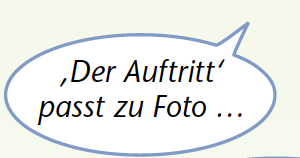 ‚Der Auftritt‘
passt zu Foto …